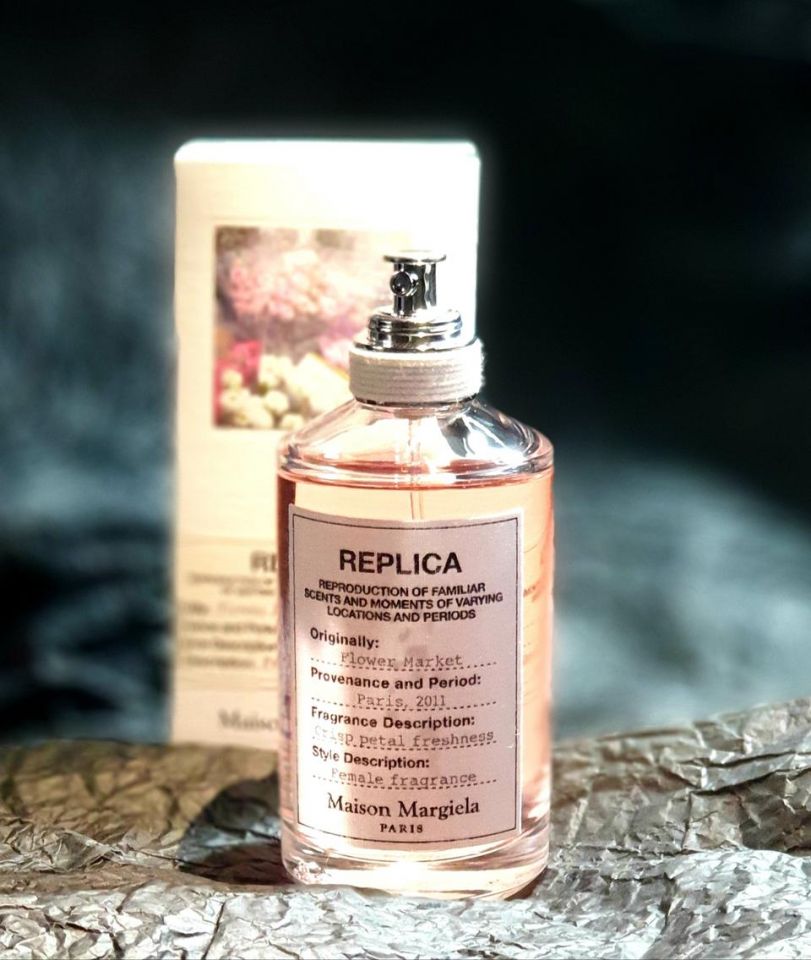 REPLICA
REPRODUCTION OF FAMILIAR
SCENTS AND MOMENTS OF VARYING
LOCATIONS AND PERIODS
Originally:
Flower Market
Provenance and Period:
Paris, 2011
Fragrance Description:
Crisp petal freshness
Style Description:
Female fragrance
Maison Margiela
PARIS